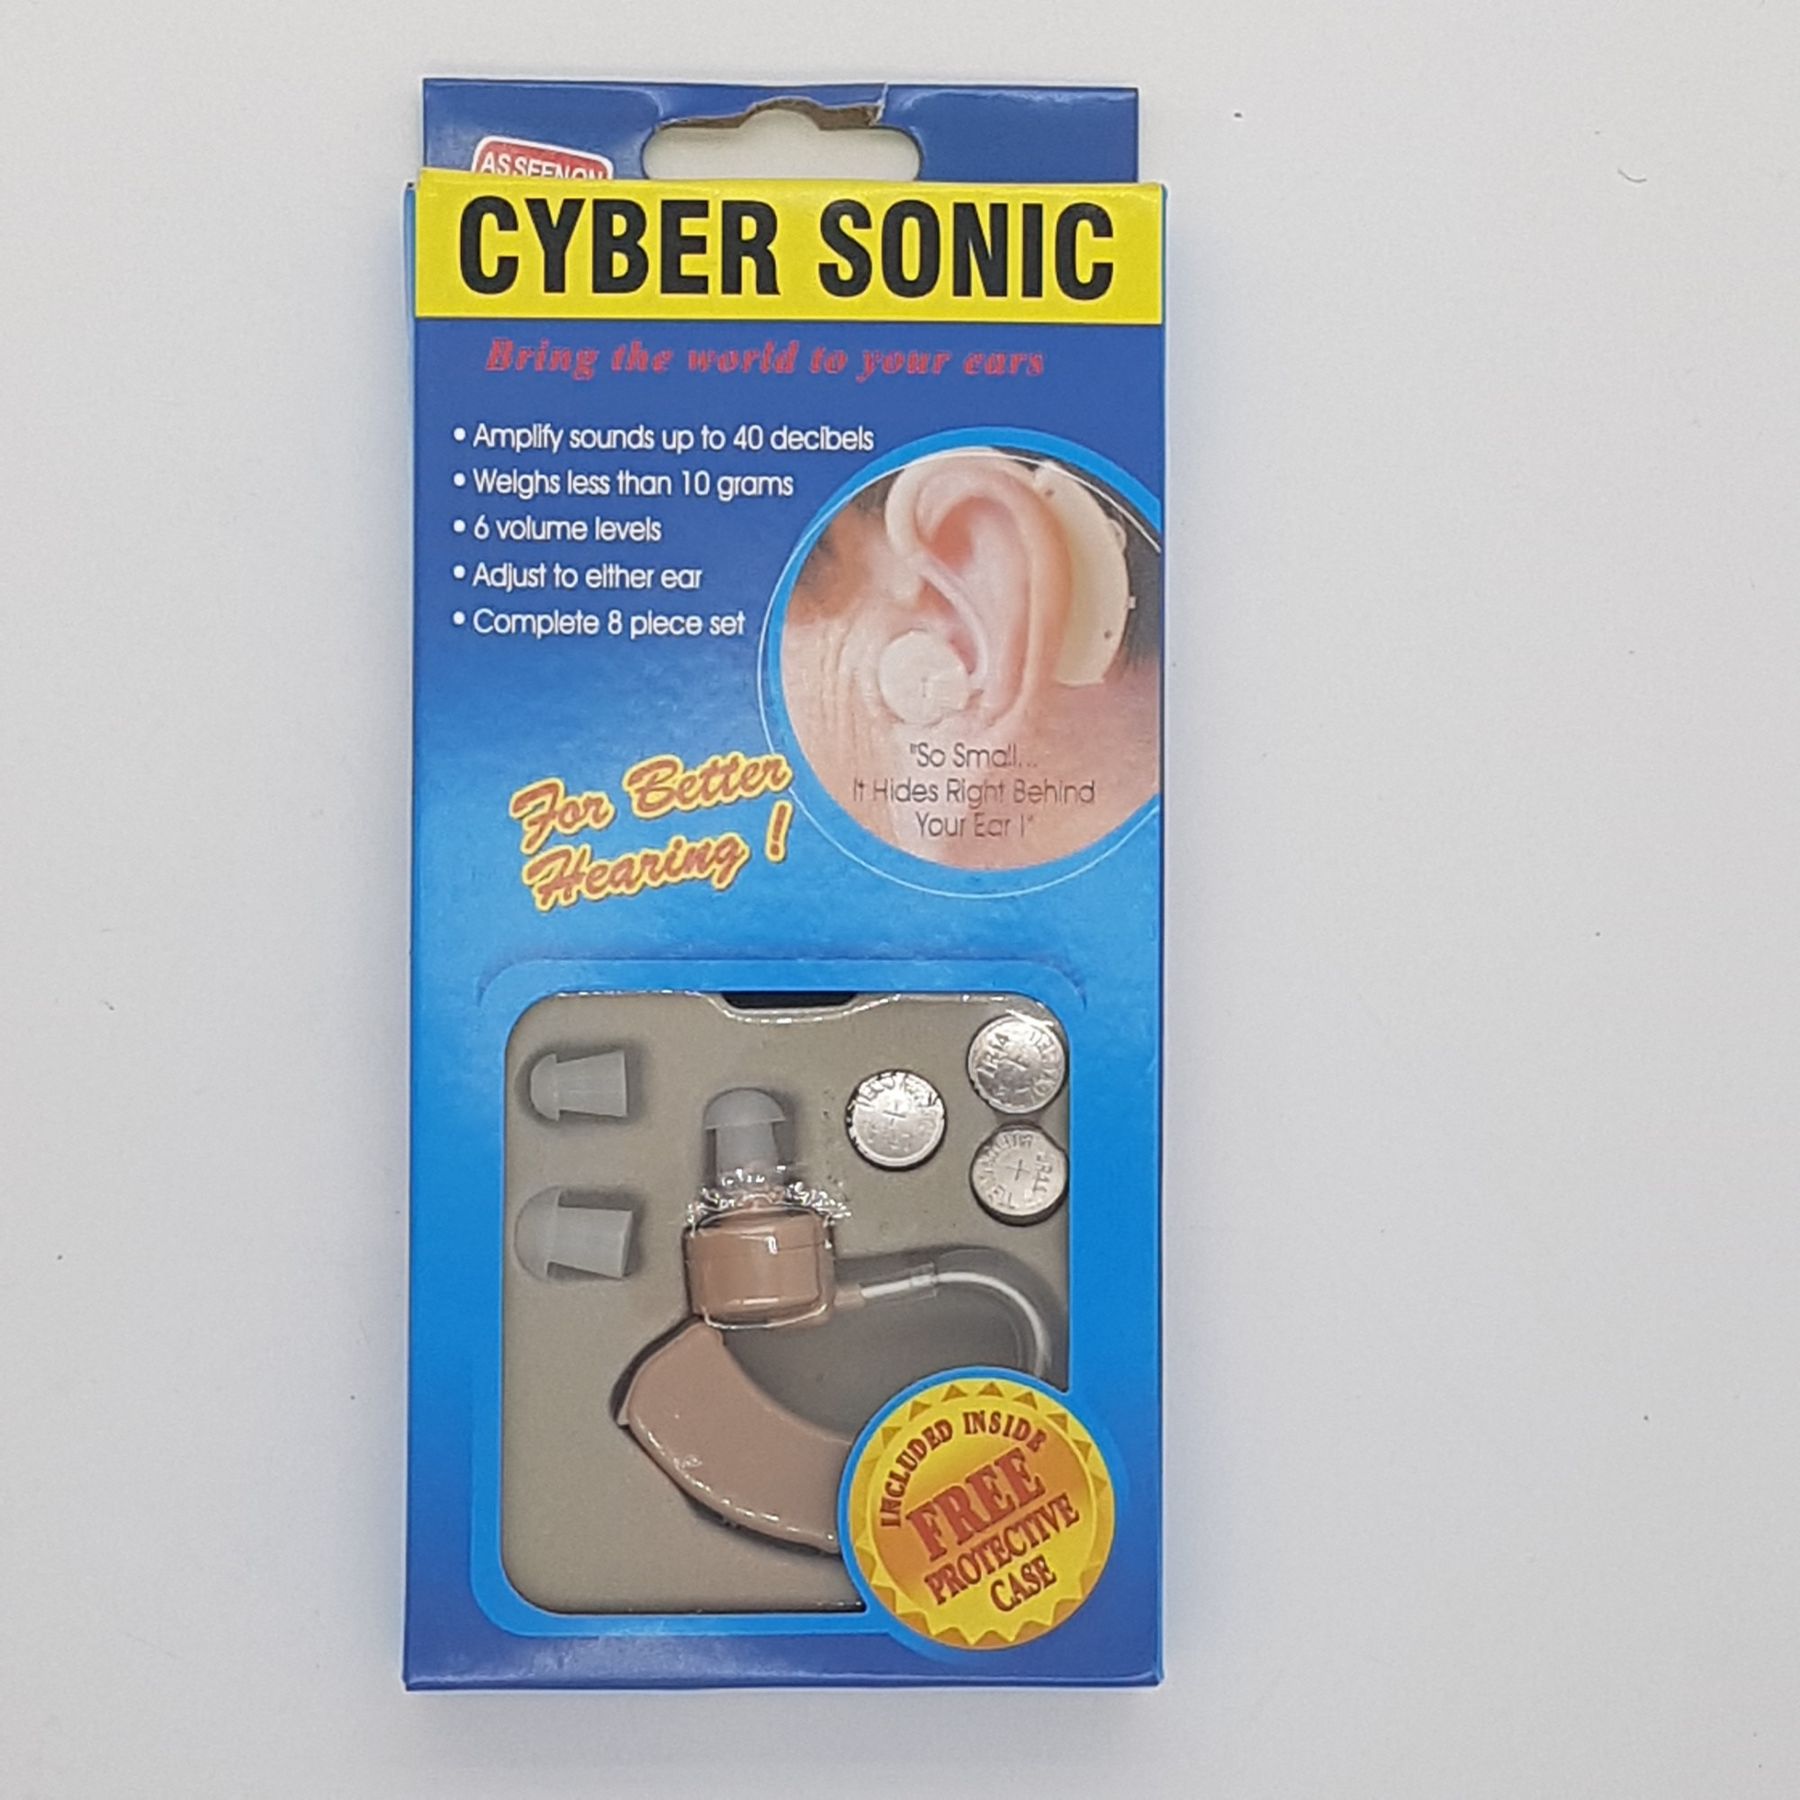 AS SEEN ON
CYBER SONIC
Bring the world to your ears
• Amplify sounds up to 40 decibels
• Weighs less than 10 grams
• 6 volume levels
• Adjust to either ear
• Complete 8 piece set
"So Small...
It Hides Right Behind
Your Ear !"
For Better
Hearing !
INCLUDED INSIDE
FREE
PROTECTIVE
CASE